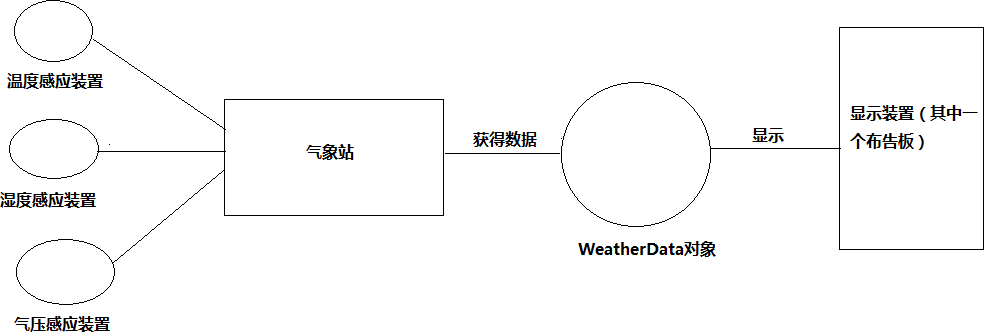 温度感应装置
湿度感应装置
气压感应装置
气象站
获得数据
WeatherData对象
显示
显示装置（其中一
个布告板）